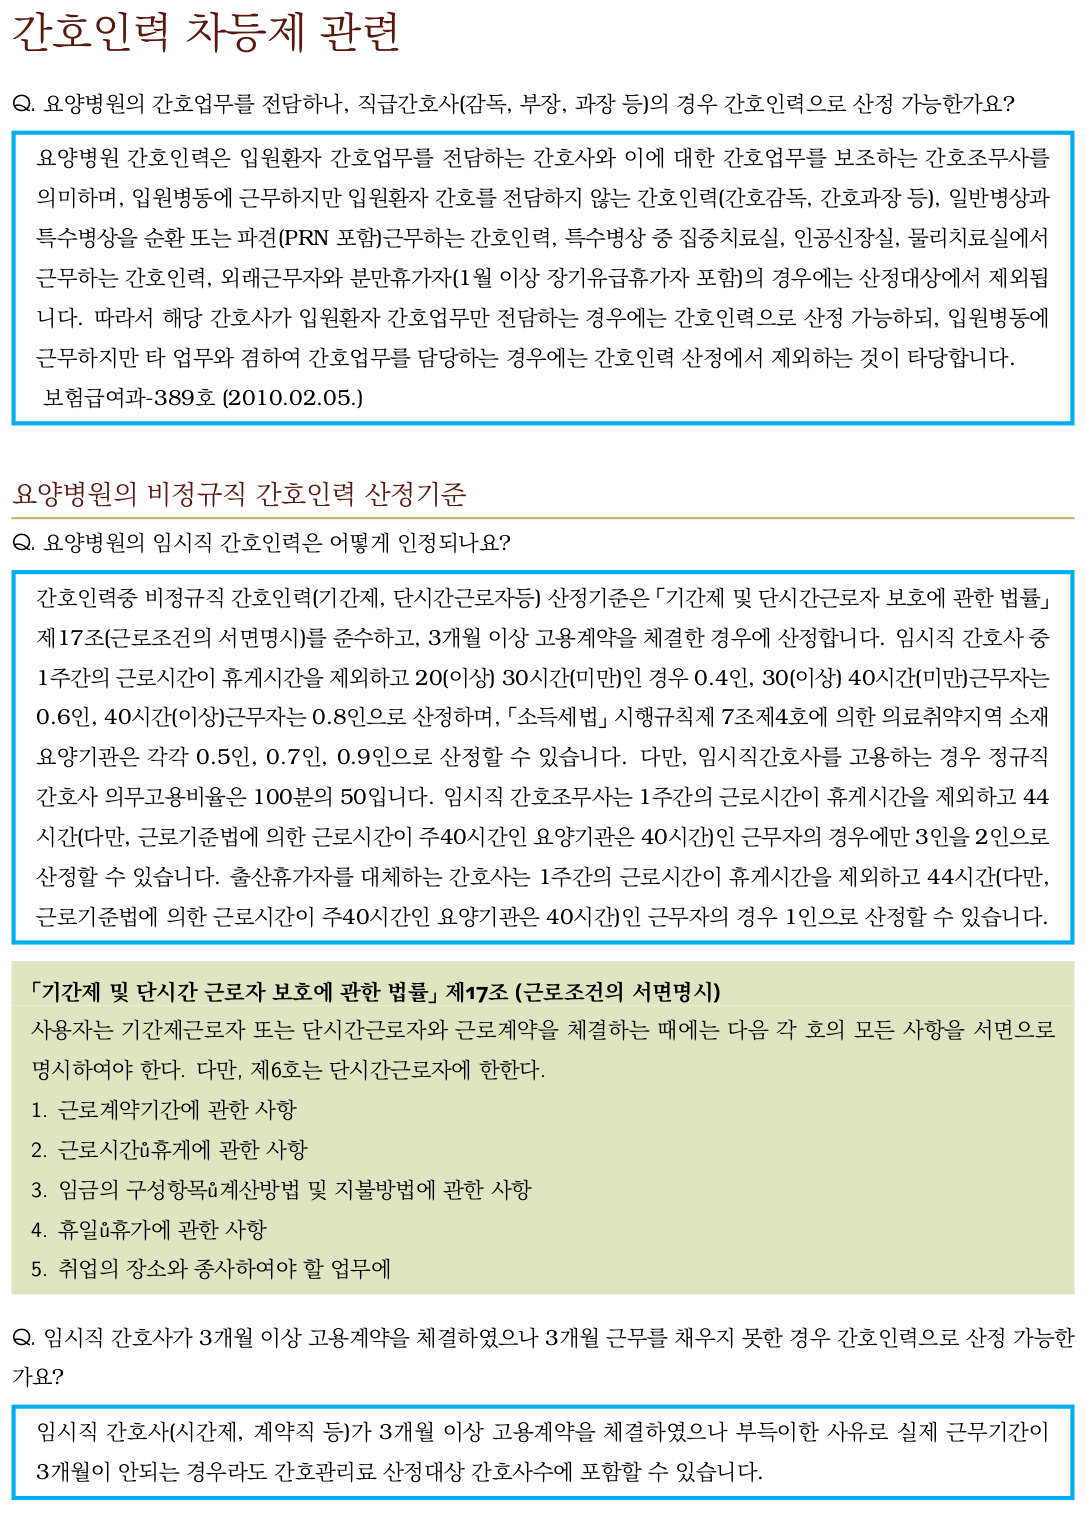 간호인력 차등제 관련
Q. 요양병원의 간호업무를 전담하나, 직급간호사(감독, 부장, 과장 등)의 경우 간호인력으로 산정 가능한가요?
요양병원 간호인력은 입원환자 간호업무를 전담하는 간호사와 이에 대한 간호업무를 보조하는 간호조무사를
의미하며, 입원병동에 근무하지만 입원환자 간호를 전담하지 않는 간호인력(간호감독, 간호과장 등), 일반병상과
특수병상을 순환 또는 파견(PRN 포함)근무하는 간호인력, 특수병상 중 집중치료실, 인공신장실, 물리치료실에서
근무하는 간호인력, 외래근무자와 분만휴가자(1월 이상 장기유급휴가자 포함)의 경우에는 산정대상에서 제외됩
니다. 따라서 해당 간호사가 입원환자 간호업무만 전담하는 경우에는 간호인력으로 산정 가능하되, 입원병동에
근무하지만 타 업무와 겸하여 간호업무를 담당하는 경우에는 간호인력 산정에서 제외하는 것이 타당합니다.
보험급여과-389호 (2010.02.05.)
요양병원의 비정규직 간호인력 산정기준
Q. 요양병원의 임시직 간호인력은 어떻게 인정되나요?
간호인력중 비정규직 간호인력(기간제, 단시간근로자등) 산정기준은 「기간제 및 단시간근로자 보호에 관한 법률」
제17조(근로조건의 서면명시)를 준수하고, 3개월 이상 고용계약을 체결한 경우에 산정합니다. 임시직 간호사 중
1주간의 근로시간이 휴게시간을 제외하고 20(이상) 30시간(미만)인 경우 0.4인, 30(이상) 40시간(미만)근무자는
0.6인, 40시간(이상)근무자는 0.8인으로 산정하며, 「소득세법」 시행규칙제 7조제4호에 의한 의료취약지역 소재
요양기관은 각각 0.5인, 0.7인, 0.9인으로 산정할 수 있습니다. 다만, 임시직간호사를 고용하는 경우 정규직
간호사 의무고용비율은 100분의 50입니다. 임시직 간호조무사는 1주간의 근로시간이 휴게시간을 제외하고 44
시간(다만, 근로기준법에 의한 근로시간이 주40시간인 요양기관은 40시간)인 근무자의 경우에만 3인을 2인으로
산정할 수 있습니다. 출산휴가자를 대체하는 간호사는 1주간의 근로시간이 휴게시간을 제외하고 44시간(다만,
근로기준법에 의한 근로시간이 주40시간인 요양기관은 40시간)인 근무자의 경우 1인으로 산정할 수 있습니다.
「기간제 및 단시간 근로자 보호에 관한 법률」 제17조 (근로조건의 서면명시)
사용자는 기간제근로자 또는 단시간근로자와 근로계약을 체결하는 때에는 다음 각 호의 모든 사항을 서면으로
명시하여야 한다. 다만, 제6호는 단시간근로자에 한한다.
1. 근로계약기간에 관한 사항
2. 근로시간ů휴게에 관한 사항
3. 임금의 구성항목ů계산방법 및 지불방법에 관한 사항
4. 휴일ů휴가에 관한 사항
5. 취업의 장소와 종사하여야 할 업무에
Q. 임시직 간호사가 3개월 이상 고용계약을 체결하였으나 3개월 근무를 채우지 못한 경우 간호인력으로 산정 가능한
가요?
임시직 간호사(시간제, 계약직 등)가 3개월 이상 고용계약을 체결하였으나 부득이한 사유로 실제 근무기간이
3개월이 안되는 경우라도 간호관리료 산정대상 간호사수에 포함할 수 있습니다.